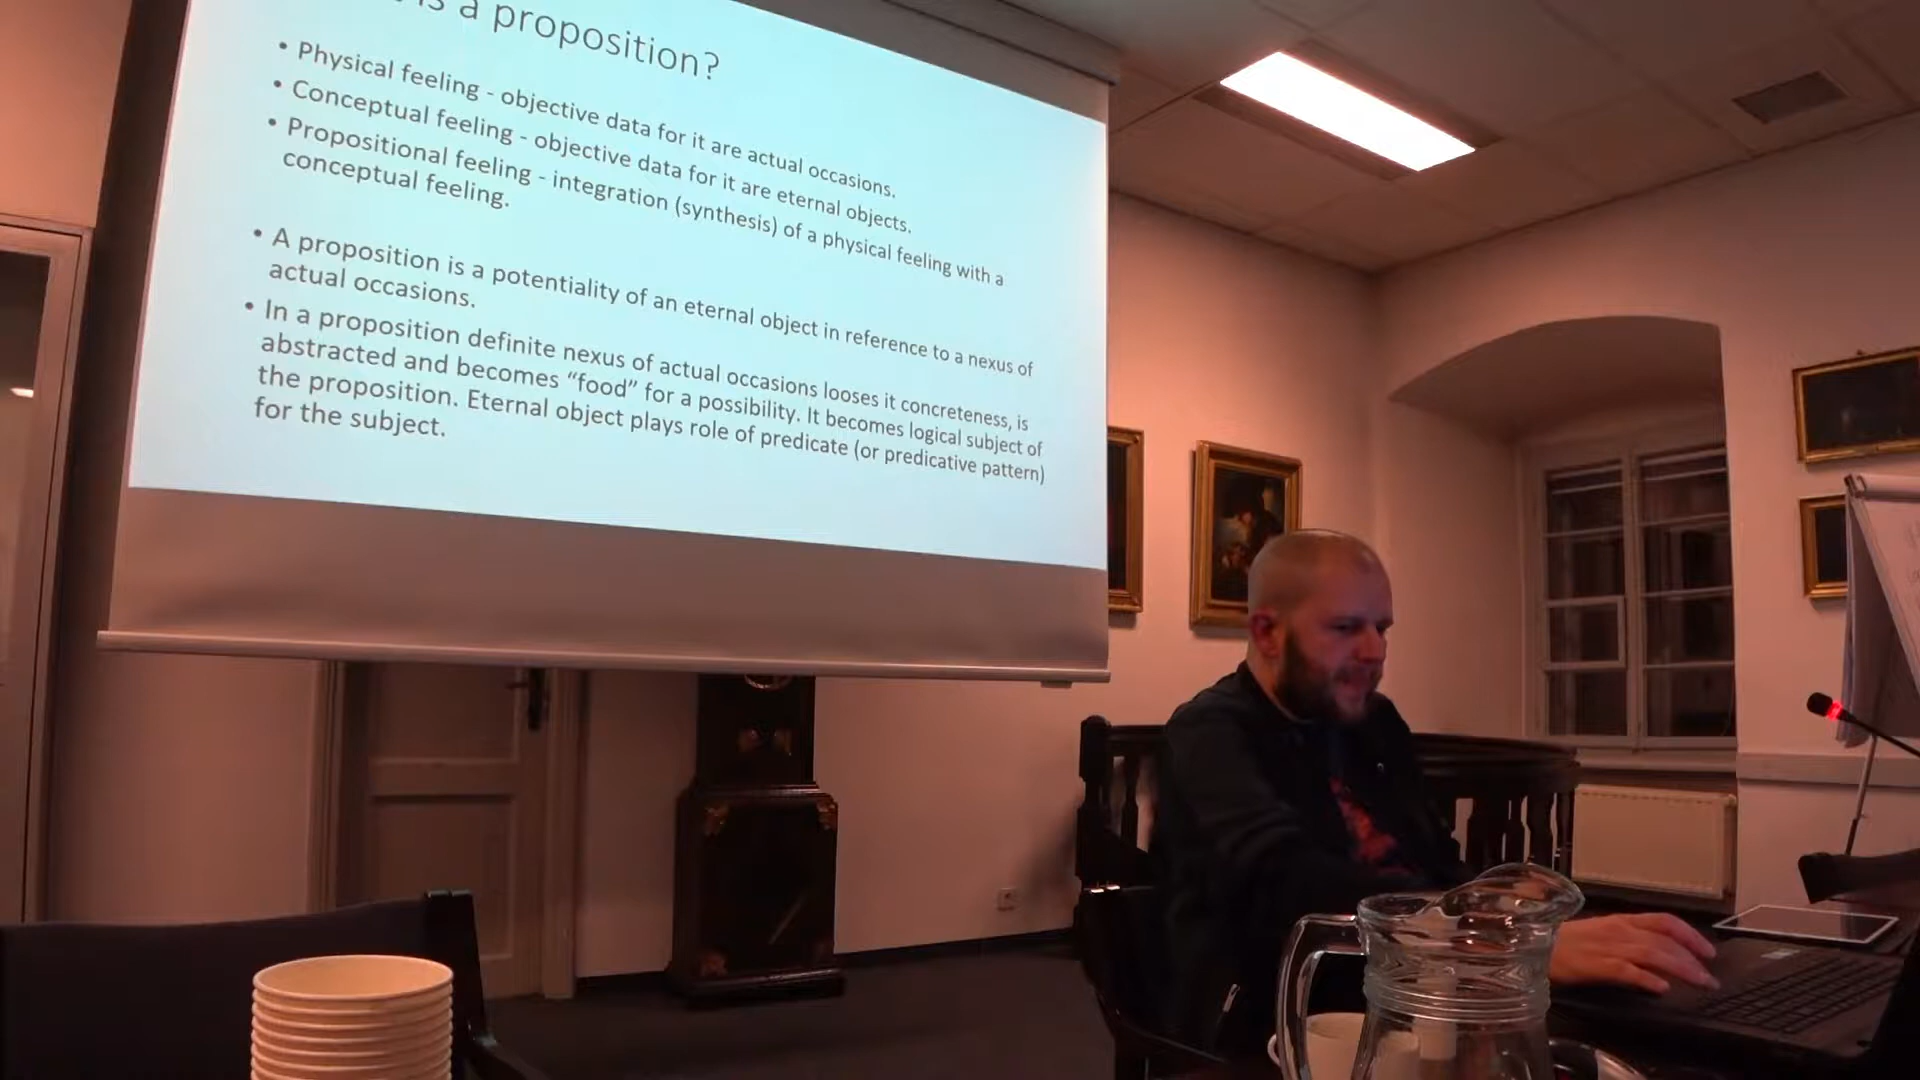 is a proposition?
• Physical feeling - objective data for it are actual occasions.
• Conceptual feeling - objective data for it are eternal objects.
• Propositional feeling - integration (synthesis) of a physical feeling with a
conceptual feeling.
• A proposition is a potentiality of an eternal object in reference to a nexus of
actual occasions.
• In a proposition definite nexus of actual occasions looses it concreteness, is
abstracted and becomes “food” for a possibility. It becomes logical subject of
the proposition. Eternal object plays role of predicate (or predicative pattern)
for the subject.